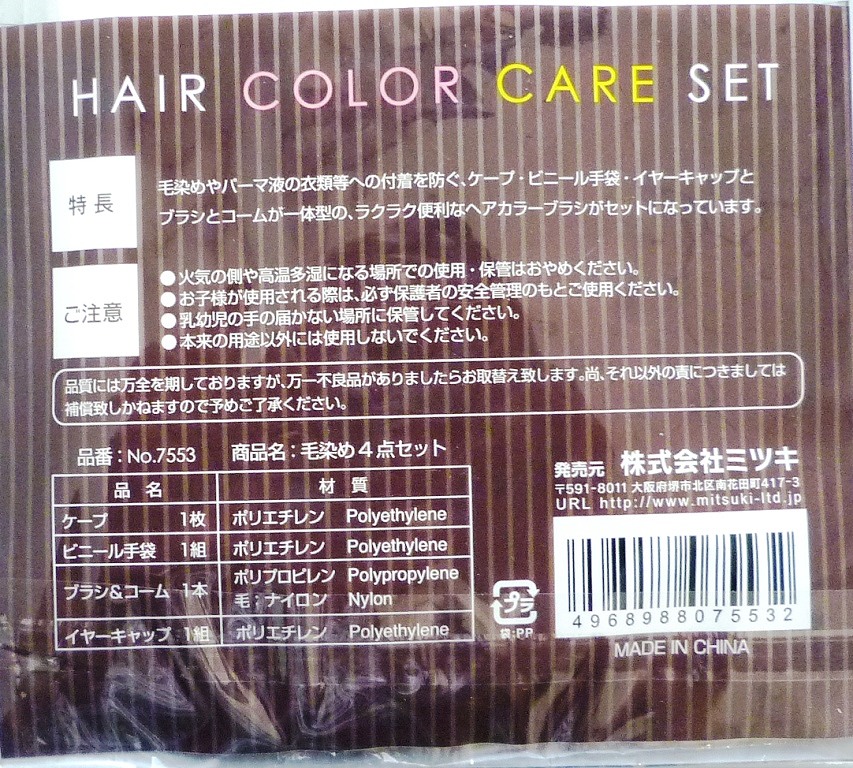 HAIR COLOR CARE SET
特長
毛染めやパーマ液の衣類等への付着を防ぐ、ケープ・ビニール手袋・イヤーキャップと
ブラシとコームが一体型の、ラクラク便利なヘアカラーブラシがセットになっています。
ご注意
●火気の側や高温多湿になる場所での使用・保管はおやめください。
●お子様が使用される際は、必ず保護者の安全管理のもとご使用ください。
●乳幼児の手の届かない場所に保管してください。
●本来の用途以外には使用しないでください。
品質には万全を期しておりますが、万一不良品がありましたらお取替え致します。尚、それ以外の責につきましては
補償致しかねますので予めご了承ください。
品番：No.7553 商品名：毛染め4点セット
品名 材質
ケープ 1枚 ポリエチレン Polyethylene
ビニール手袋 1組 ポリエチレン Polyethylene
ブラシ&コーム 1本 ポリプロピレン Polypropylene
毛：ナイロン Nylon
イヤーキャップ 1組 ポリエチレン Polyethylene
プラ
袋:PP
発売元 株式会社ミツキ
〒591-8011 大阪府堺市北区南花田町417-3
URL http://www.mitsuki-ltd.jp
4968988075532
MADE IN CHINA